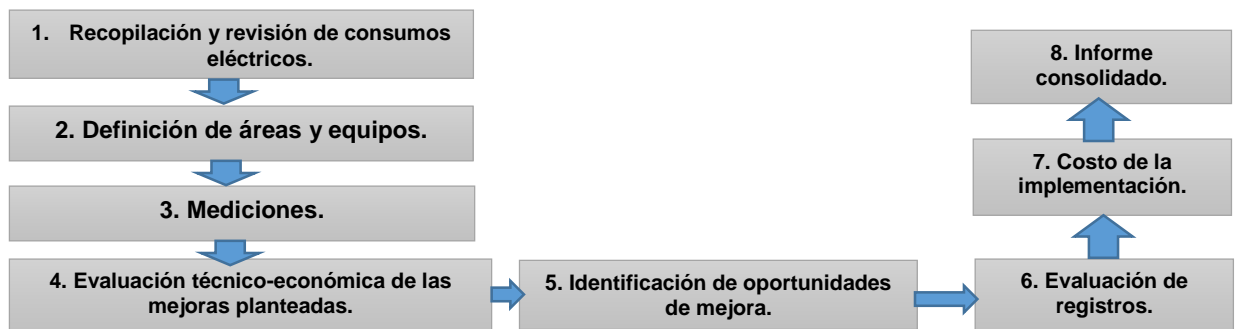 1. Recopilación y revisión de consumos
eléctricos.
2. Definición de áreas y equipos.
3. Mediciones.
4. Evaluación técnico-económica de las
mejoras planteadas.
5. Identificación de oportunidades
de mejora.
6. Evaluación de
registros.
7. Costo de la
implementación.
8. Informe
consolidado.